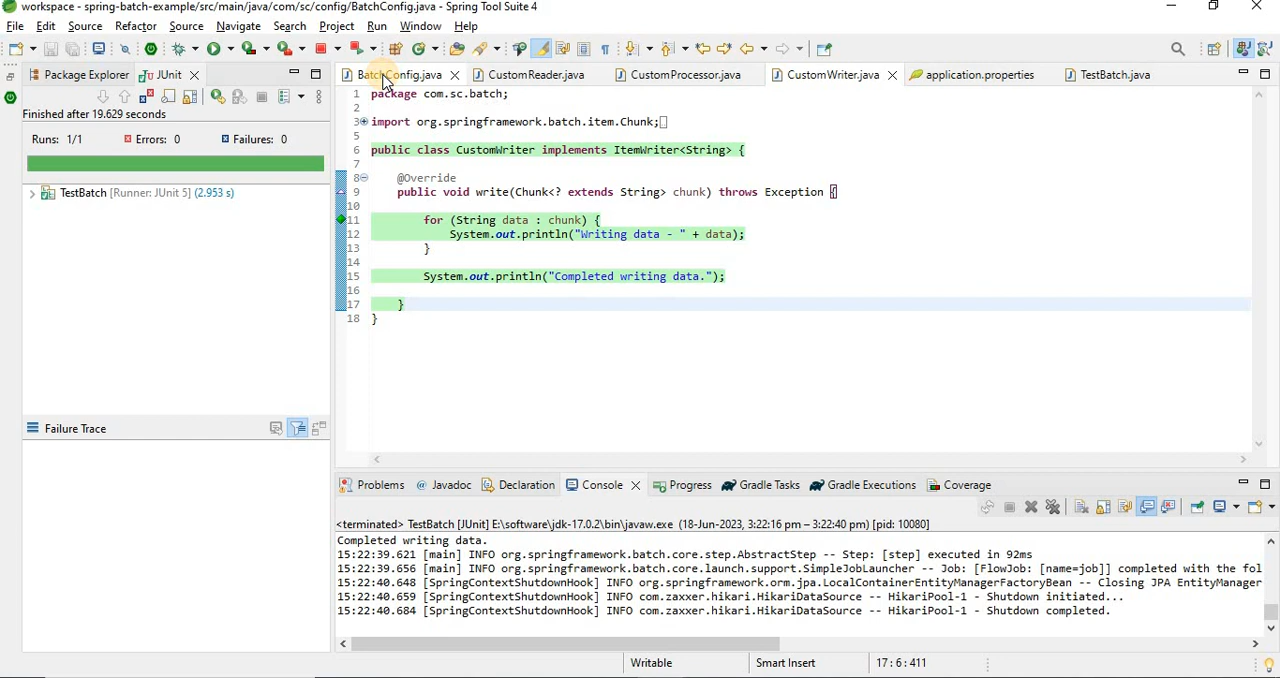 workspace - spring-batch-example/src/main/java/com/sc/config/BatchConfig.java - Spring Tool Suite 4
File Edit Source Refactor Navigate Search Project Run Window Help
Package Explorer JUnit
BatchConfig.java CustomReader.java CustomProcessor.java CustomWriter.java application.properties TestBatch.java
Finished after 19.629 seconds
Runs: 1/1 Errors: 0 Failures: 0
TestBatch [Runner: JUnit 5] (2.953 s)
Failure Trace
1 package com.sc.batch;
2
3 import org.springframework.batch.item.Chunk;
5
6 public class CustomWriter implements ItemWriter<String> {
7
8 @Override
9 public void write(Chunk<? extends String> chunk) throws Exception {
10
11 for (String data : chunk) {
12 System.out.println("Writing data - " + data);
13 }
14
15 System.out.println("Completed writing data.");
16
17 }
18 }
Problems @ Javadoc Declaration Console Progress Gradle Tasks Gradle Executions Coverage
<terminated> TestBatch [JUnit] E:\software\jdk-17.0.2\bin\javaw.exe (18-Jun-2023, 3:22:16 pm – 3:22:40 pm) [pid: 10080]
Completed writing data.
15:22:39.621 [main] INFO org.springframework.batch.core.step.AbstractStep -- Step: [step] executed in 92ms
15:22:39.656 [main] INFO org.springframework.batch.core.launch.support.SimpleJobLauncher -- Job: [FlowJob: [name=job]] completed with the fol
15:22:40.648 [SpringContextShutdownHook] INFO org.springframework.orm.jpa.LocalContainerEntityManagerFactoryBean -- Closing JPA EntityManager
15:22:40.659 [SpringContextShutdownHook] INFO com.zaxxer.hikari.HikariDataSource -- HikariPool-1 - Shutdown initiated...
15:22:40.684 [SpringContextShutdownHook] INFO com.zaxxer.hikari.HikariDataSource -- HikariPool-1 - Shutdown completed.
Writable Smart Insert 17 : 6 : 411